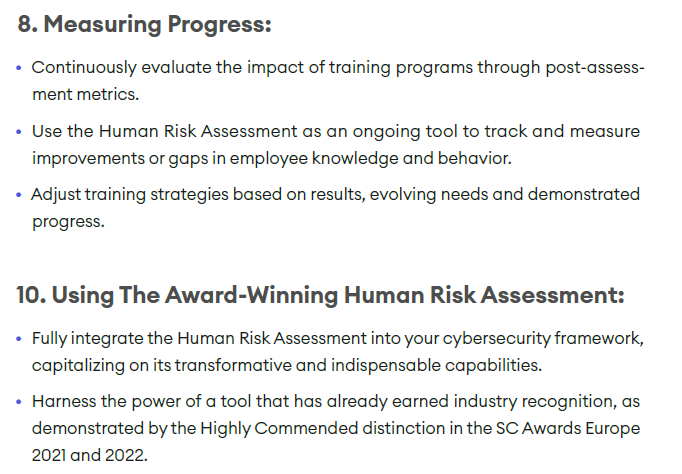 8. Measuring Progress:
• Continuously evaluate the impact of training programs through post-assess-
ment metrics.
• Use the Human Risk Assessment as an ongoing tool to track and measure
improvements or gaps in employee knowledge and behavior.
• Adjust training strategies based on results, evolving needs and demonstrated
progress.
10. Using The Award-Winning Human Risk Assessment:
• Fully integrate the Human Risk Assessment into your cybersecurity framework,
capitalizing on its transformative and indispensable capabilities.
• Harness the power of a tool that has already earned industry recognition, as
demonstrated by the Highly Commended distinction in the SC Awards Europe
2021 and 2022.